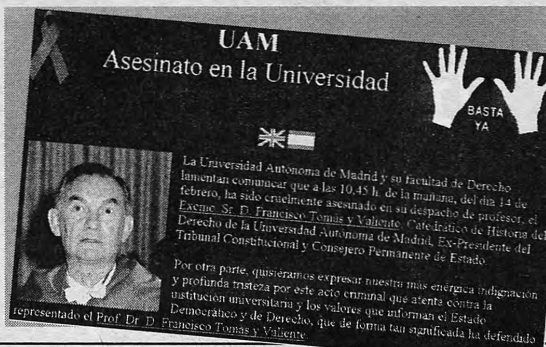 UAM
Asesinato en la Universidad
BASTA
YA
La Universidad Autónoma de Madrid y su facultad de Derecho
lamentan comunicar que a las 10,45 h. de la mañana, del día 14 de
febrero, ha sido cruelmente asesinado en su despacho de profesor, el
Excmo. Sr. D. Francisco Tomás y Valiente, Catedrático de Historia del
Derecho de la Universidad Autónoma de Madrid, Ex-Presidente del
Tribunal Constitucional y Consejero Permanente de Estado.
Por otra parte, quisiéramos expresar nuestra más enérgica indignación
y profunda tristeza por este acto criminal que atenta contra la
institución universitaria y los valores que informan el Estado
Democrático y de Derecho, que de forma tan significada ha defendido
representado el Prof. Dr. D. Francisco Tomás y Valiente